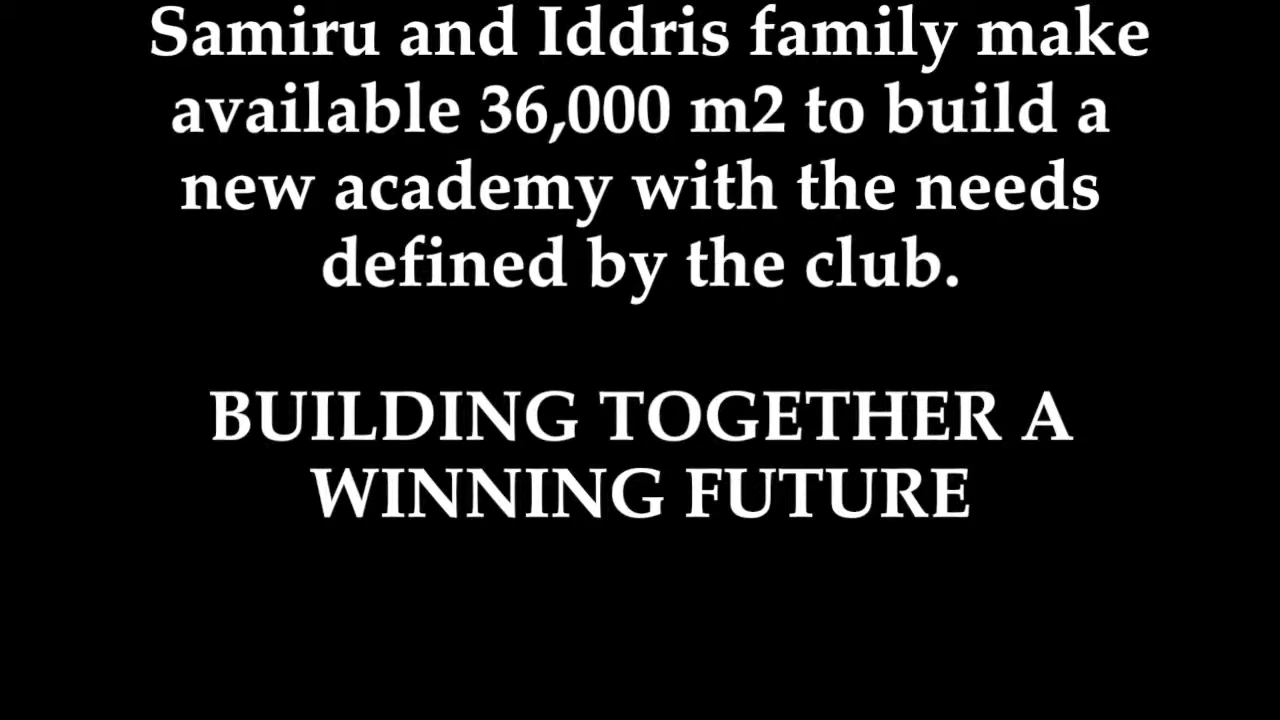 Samiru and Iddris family make
available 36,000 m2 to build a
new academy with the needs
defined by the club.
BUILDING TOGETHER A
WINNING FUTURE